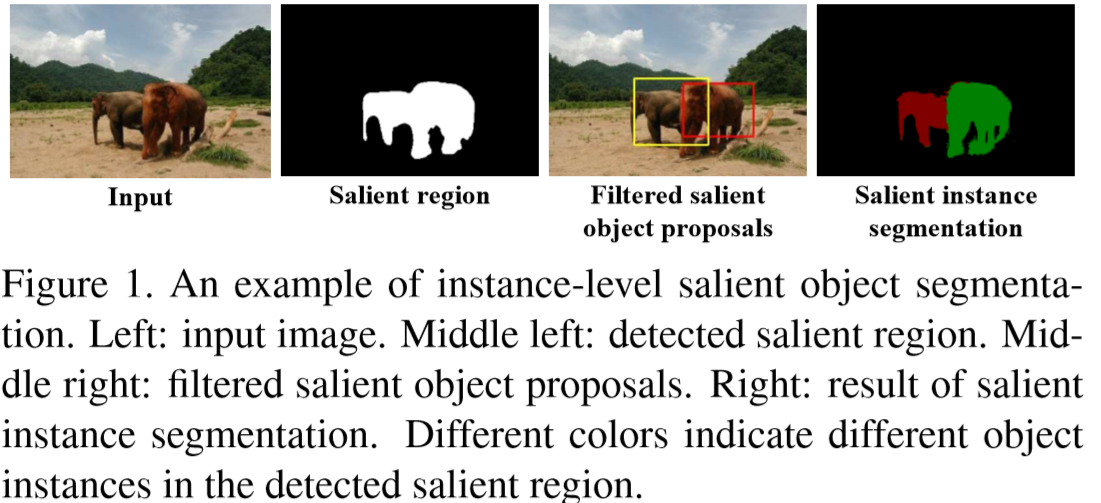 Input
Salient region
Filtered salient
object proposals
Salient instance
segmentation
Figure 1. An example of instance-level salient object segmenta-
tion. Left: input image. Middle left: detected salient region. Mid-
dle right: filtered salient object proposals. Right: result of salient
instance segmentation. Different colors indicate different object
instances in the detected salient region.